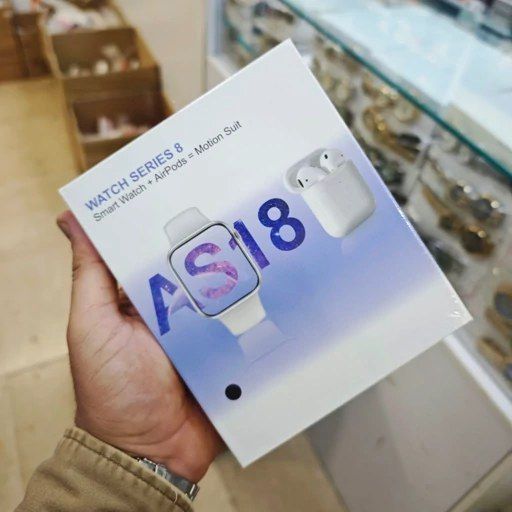 WATCH SERIES 8
Smart Watch + AirPods = Motion Suit
AS18